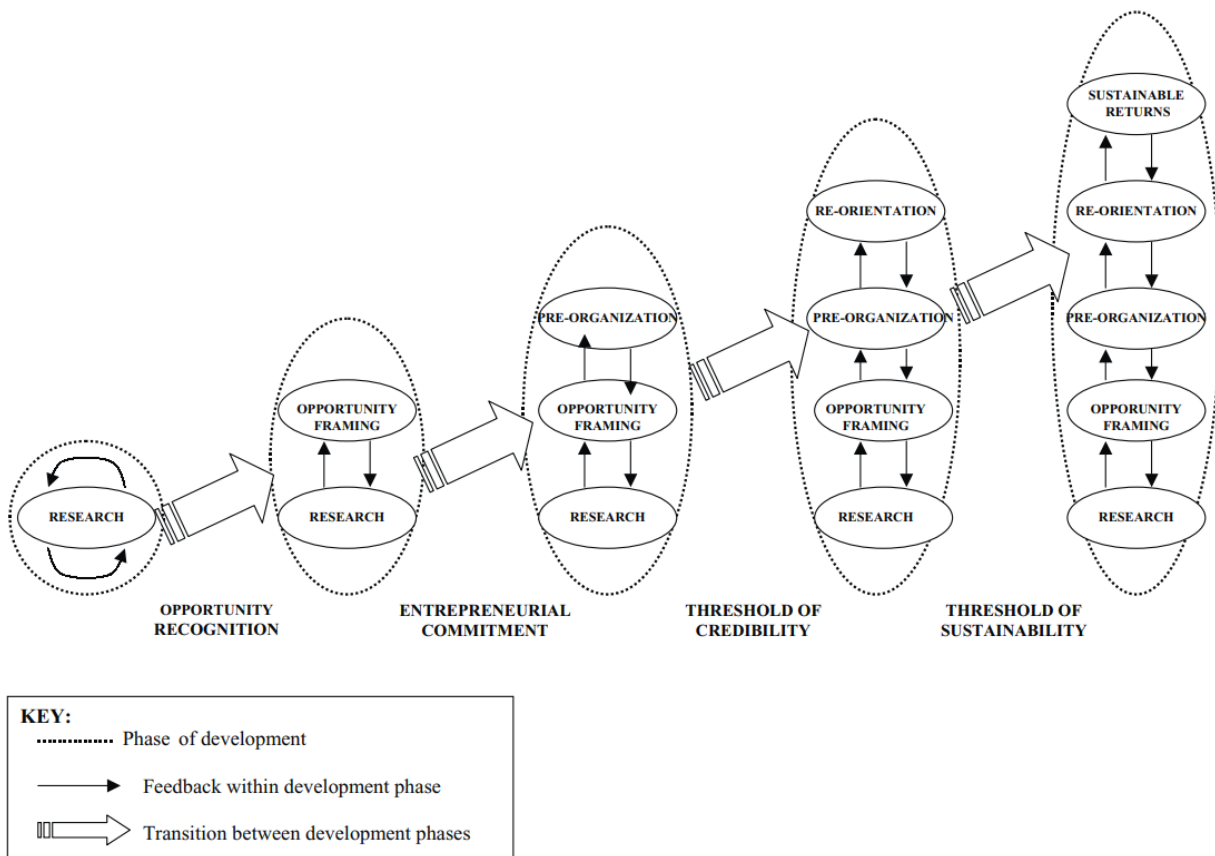 SUSTAINABLE
RETURNS
RE-ORIENTATION
RE-ORIENTATION
PRE-ORGANIZATION
PRE-ORGANIZATION
PRE-ORGANIZATION
OPPORTUNITY
FRAMING
OPPORTUNITY
FRAMING
OPPORTUNITY
FRAMING
OPPORUNITY
FRAMING
RESEARCH
RESEARCH
RESEARCH
RESEARCH
RESEARCH
OPPORTUNITY
RECOGNITION
ENTREPRENEURIAL
COMMITMENT
THRESHOLD OF
CREDIBILITY
THRESHOLD OF
SUSTAINABILITY
KEY:
Phase of development
Feedback within development phase
Transition between development phases